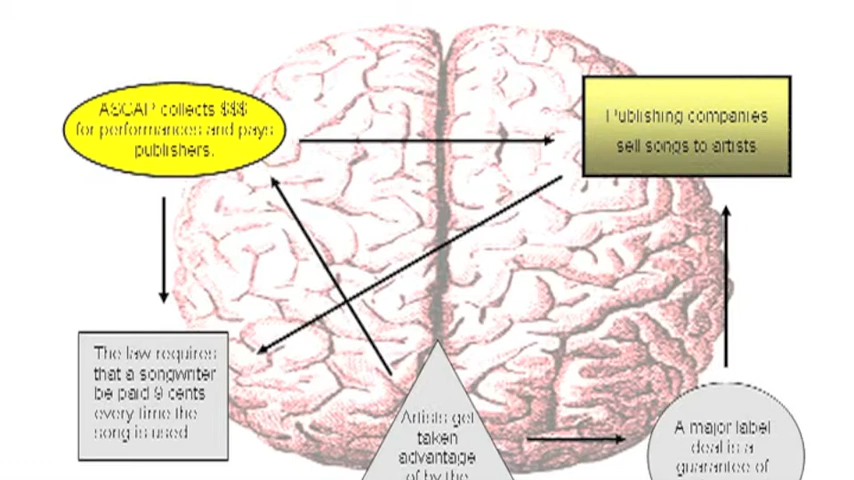 ASCAP collects $$$
for performances and pays
publishers.
Publishing companies
sell songs to artists
The law requires
that a songwriter
be paid 9 cents
every time the
song is used
Artists get
taken
advantage
of by the
A major label
deal is a
guarantee of